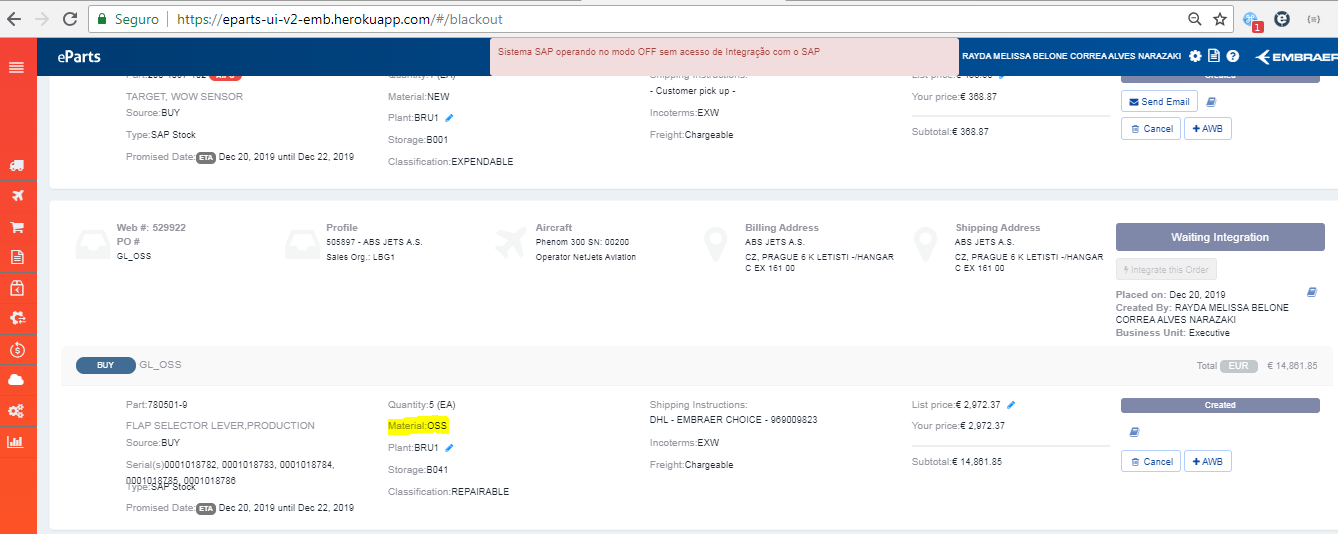 Seguro | https://eparts-ui-v2-emb.herokuapp.com/#/blackout
1
eParts
Sistema SAP operando no modo OFF sem acesso de Integração com o SAP
RAYDA MELISSA BELONE CORREA ALVES NARAZAKI
EMBRAER
TARGET, WOW SENSOR
Source:BUY
Type:SAP Stock
Promised Date: ETA Dec 20, 2019 until Dec 22, 2019
Quantity:
Material:NEW
Plant:BRU1
Storage:B001
Classification:EXPENDABLE
Shipping Instructions:
- Customer pick up -
Incoterms:EXW
Freight:Chargeable
List price:
Your price:€ 368.87
Subtotal:€ 368.87
Created
Send Email
Cancel
+ AWB
Web #: 529922
PO #
GL_OSS
Profile
505897 - ABS JETS A.S.
Sales Org.: LBG1
Aircraft
Phenom 300 SN: 00200
Operator NetJets Aviation
Billing Address
ABS JETS A.S.
CZ, PRAGUE 6 K LETISTI -/HANGAR
C EX 161 00
Shipping Address
ABS JETS A.S.
CZ, PRAGUE 6 K LETISTI -/HANGAR
C EX 161 00
Waiting Integration
Integrate this Order
Placed on: Dec 20, 2019
Created By: RAYDA MELISSA BELONE
CORREA ALVES NARAZAKI
Business Unit: Executive
BUY GL_OSS
Total EUR € 14,861.85
Part:780501-9
FLAP SELECTOR LEVER,PRODUCTION
Source:BUY
Serial(s)0001018782, 0001018783, 0001018784,
0001018785, 0001018786
Type:SAP Stock
Promised Date: ETA Dec 20, 2019 until Dec 22, 2019
Quantity:5 (EA)
Material:OSS
Plant:BRU1
Storage:B041
Classification:REPAIRABLE
Shipping Instructions:
DHL - EMBRAER CHOICE - 969009823
Incoterms:EXW
Freight:Chargeable
List price:€ 2,972.37
Your price:€ 2,972.37
Subtotal:€ 14,861.85
Created
Cancel
+ AWB